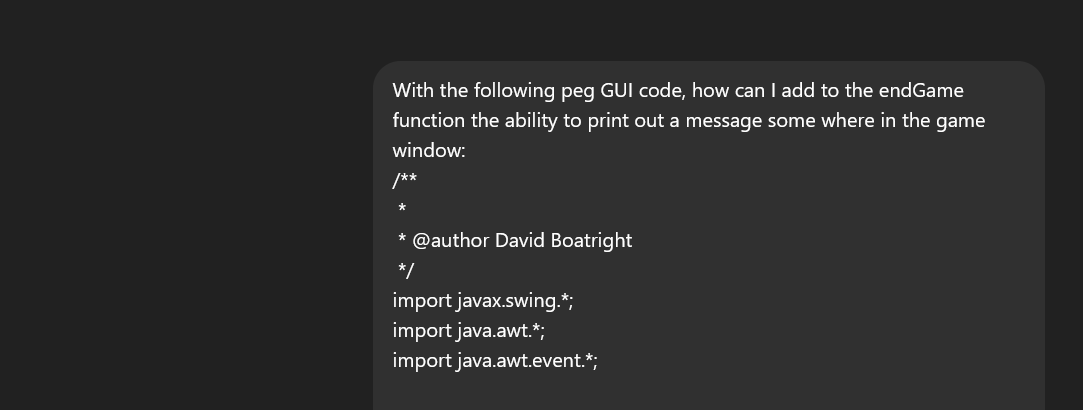 With the following peg GUI code, how can I add to the endGame
function the ability to print out a message some where in the game
window:
/**
 *
 * @author David Boatright
 */
import javax.swing.*;
import java.awt.*;
import java.awt.event.*;